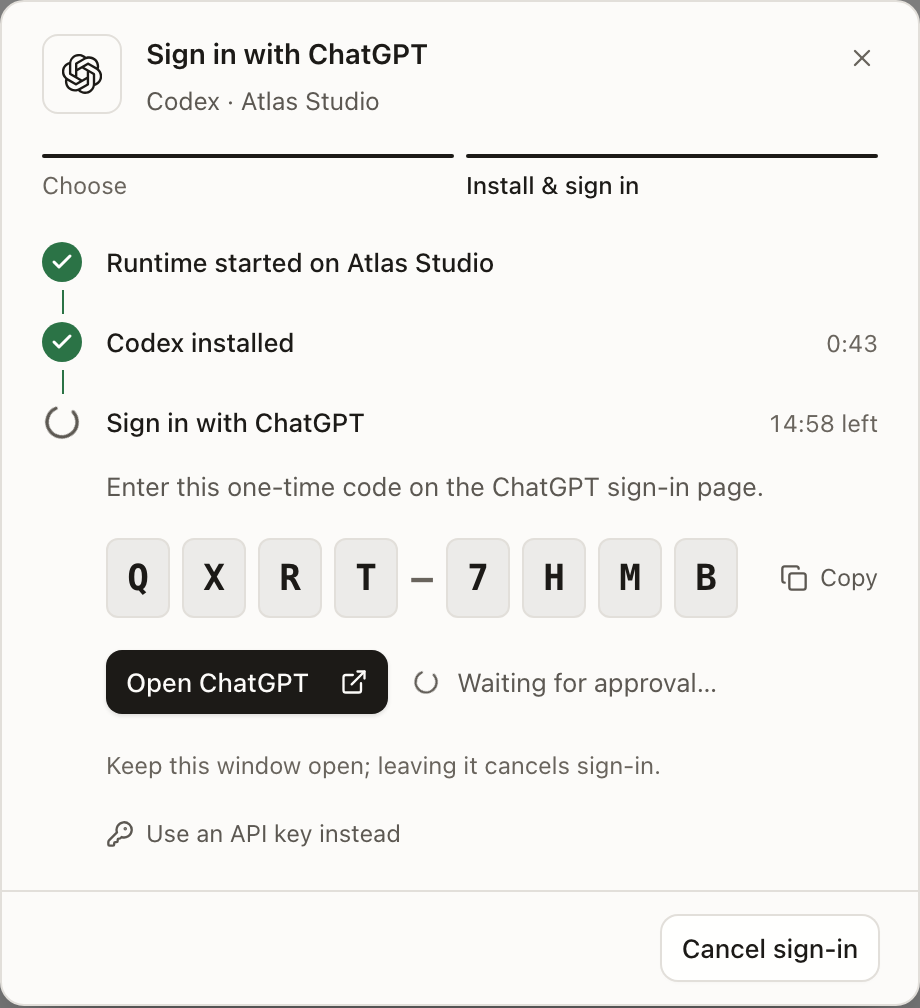 Sign in with ChatGPT
Codex · Atlas Studio
Choose
Install & sign in
Runtime started on Atlas Studio
Codex installed 0:43
Sign in with ChatGPT 14:58 left
Enter this one-time code on the ChatGPT sign-in page.
Q X R T – 7 H M B Copy
Open ChatGPT Waiting for approval...
Keep this window open; leaving it cancels sign-in.
Use an API key instead
Cancel sign-in